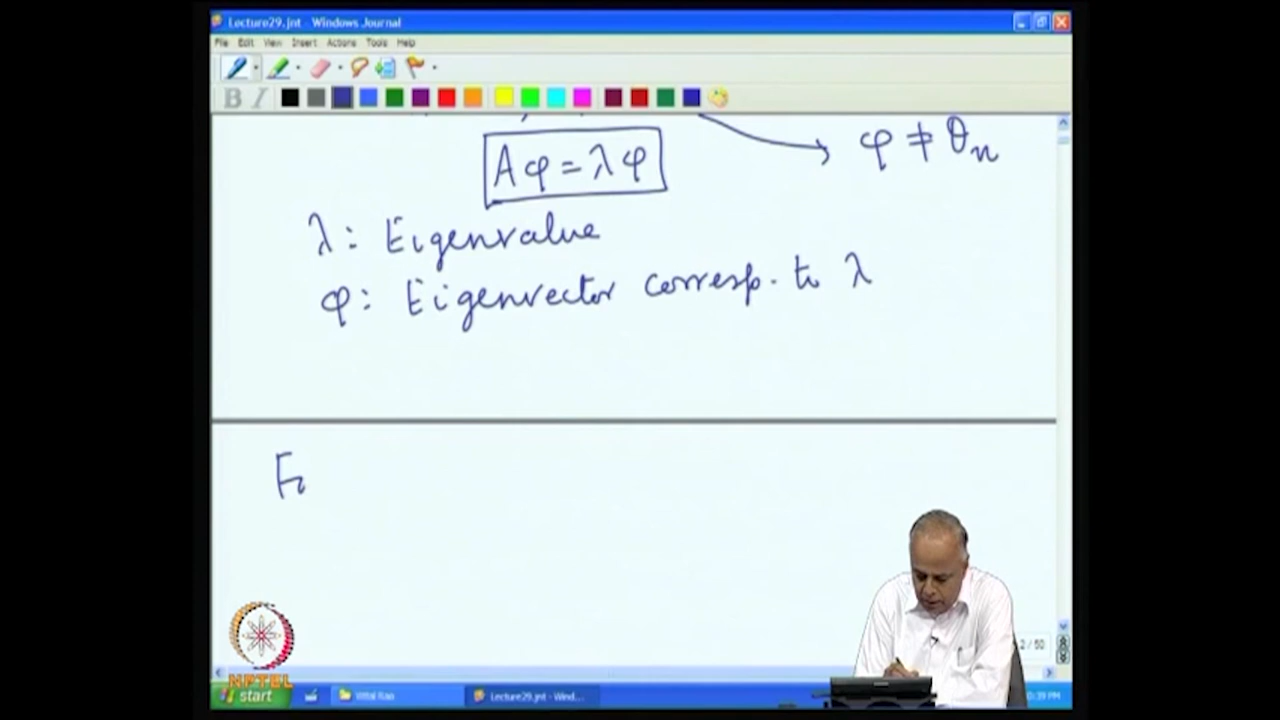 Lecture29.jnt - Windows Journal
File Edit View Insert Actions Tools Help
B I
Aφ = λφ
φ ≠ θₙ
λ: Eigenvalue
φ: Eigenvector corresp. to λ
Fo
2 / 50
NPTEL
start
Vittal Rao
Lecture29.jnt - Wind...